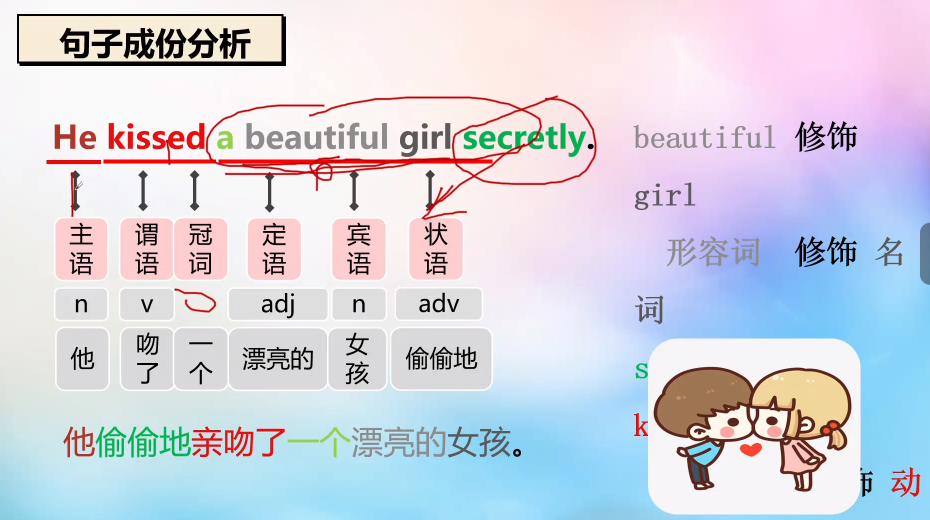 句子成份分析
He kissed a beautiful girl secretly.
主语 谓语 冠词 定语 宾语 状语
n v adj n adv
他 吻了 一个 漂亮的 女孩 偷偷地
他偷偷地亲吻了一个漂亮的女孩。
beautiful 修饰
girl
形容词 修饰 名
词
s
k
饰 动